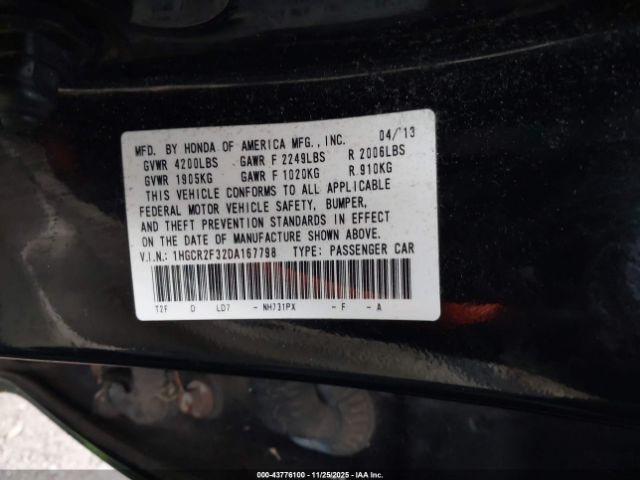 MFD. BY HONDA OF AMERICA MFG., INC. 04/13
GVWR 4200LBS GAWR F 2249LBS R 2006LBS
GVWR 1905KG GAWR F 1020KG R 910KG
THIS VEHICLE CONFORMS TO ALL APPLICABLE
FEDERAL MOTOR VEHICLE SAFETY, BUMPER,
AND THEFT PREVENTION STANDARDS IN EFFECT
ON THE DATE OF MANUFACTURE SHOWN ABOVE.
V.I.N.: 1HGCR2F32DA167798 TYPE: PASSENGER CAR
T2F D LD7 - NH731PX - F - A
000-43776100 - 11/25/2025 - IAA Inc.